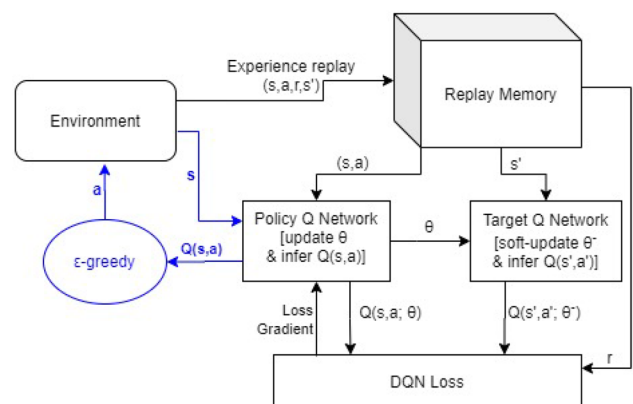 Experience replay
(s,a,r,s')
Replay Memory
Environment
(s,a)
s'
s
a
Policy Q Network
[update θ
& infer Q(s,a)]
θ
Target Q Network
[soft-update θ⁻
& infer Q(s',a')]
ε-greedy
Q(s,a)
Loss
Gradient
Q(s,a; θ)
Q(s',a'; θ⁻)
r
DQN Loss